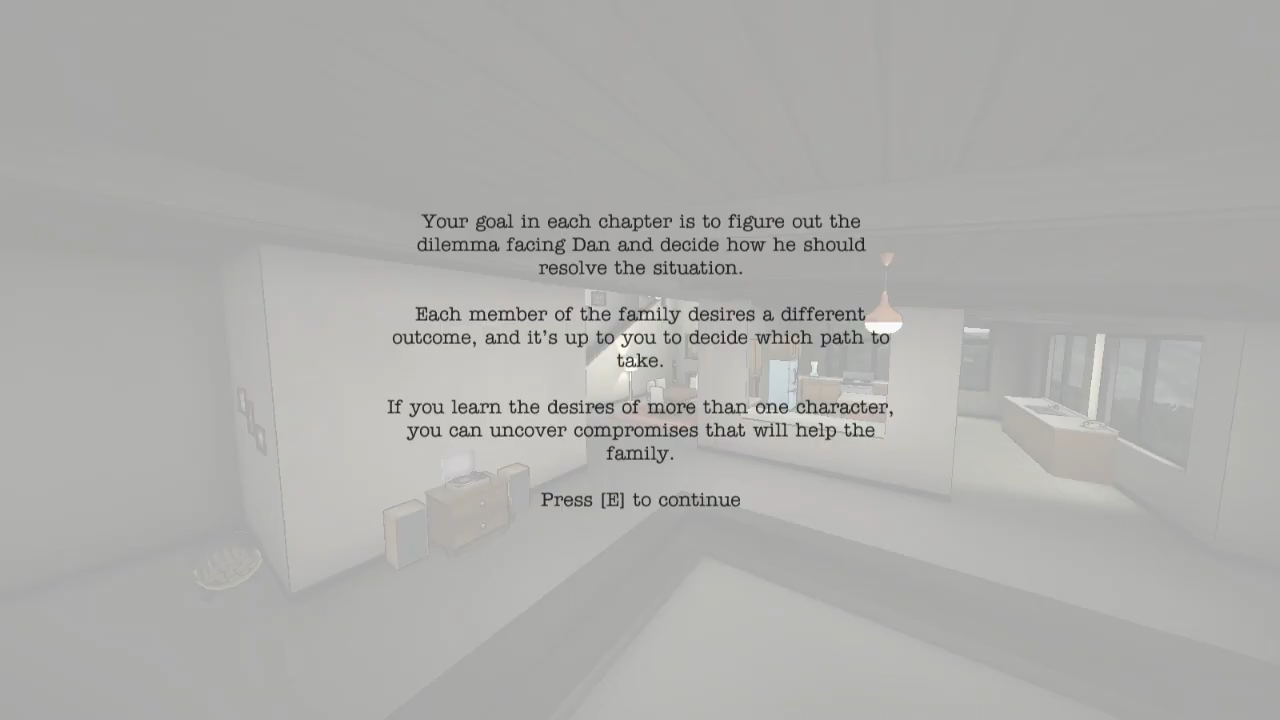 Your goal in each chapter is to figure out the
dilemma facing Dan and decide how he should
resolve the situation.
Each member of the family desires a different
outcome, and it's up to you to decide which path to
take.
If you learn the desires of more than one character,
you can uncover compromises that will help the
family.
Press [E] to continue